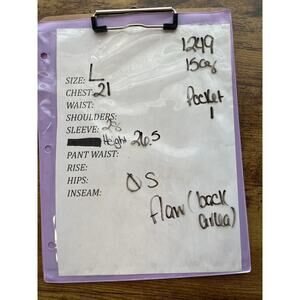 1249
15oz
SIZE: L
CHEST: 21
WAIST:
Pocket
1
SHOULDERS:
SLEEVE: 28
Height 26.5
PANT WAIST:
RISE:
HIPS:
INSEAM:
OS
Flaw (back
area)